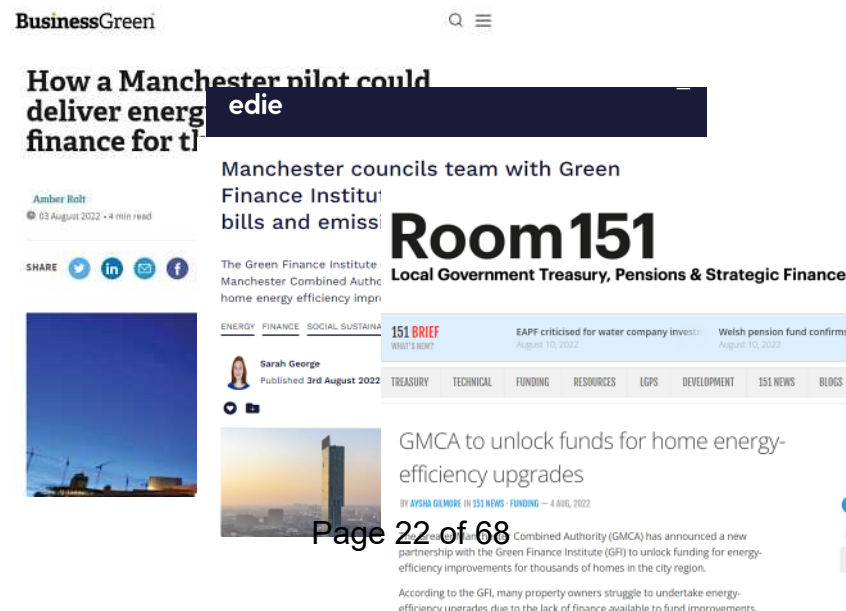 BusinessGreen
How a Manchester pilot could
deliver energ
finance for t
Amber Rolt
03 August 2022 • 4 min read
SHARE
edie
Manchester councils team with Green
Finance Institut
bills and emissi
The Green Finance Institute
Manchester Combined Autho
home energy efficiency impr
ENERGY FINANCE SOCIAL SUSTAINA
Sarah George
Published 3rd August 2022
Room151
Local Government Treasury, Pensions & Strategic Finance
151 BRIEF
WHAT'S NEW?
EAPF criticised for water company invest
August 10, 2022
Welsh pension fund confirms
August 10, 2022
TREASURY TECHNICAL FUNDING RESOURCES LGPS DEVELOPMENT 151 NEWS BLOGS
GMCA to unlock funds for home energy-
efficiency upgrades
BY AYSHA GILMORE IN 151 NEWS · FUNDING — 4 AUG, 2022
The Greater Manchester Combined Authority (GMCA) has announced a new
partnership with the Green Finance Institute (GFI) to unlock funding for energy-
efficiency improvements for thousands of homes in the city region.
According to the GFI, many property owners struggle to undertake energy-
efficiency upgrades due to the lack of finance available to fund improvements.
Page 22 of 68